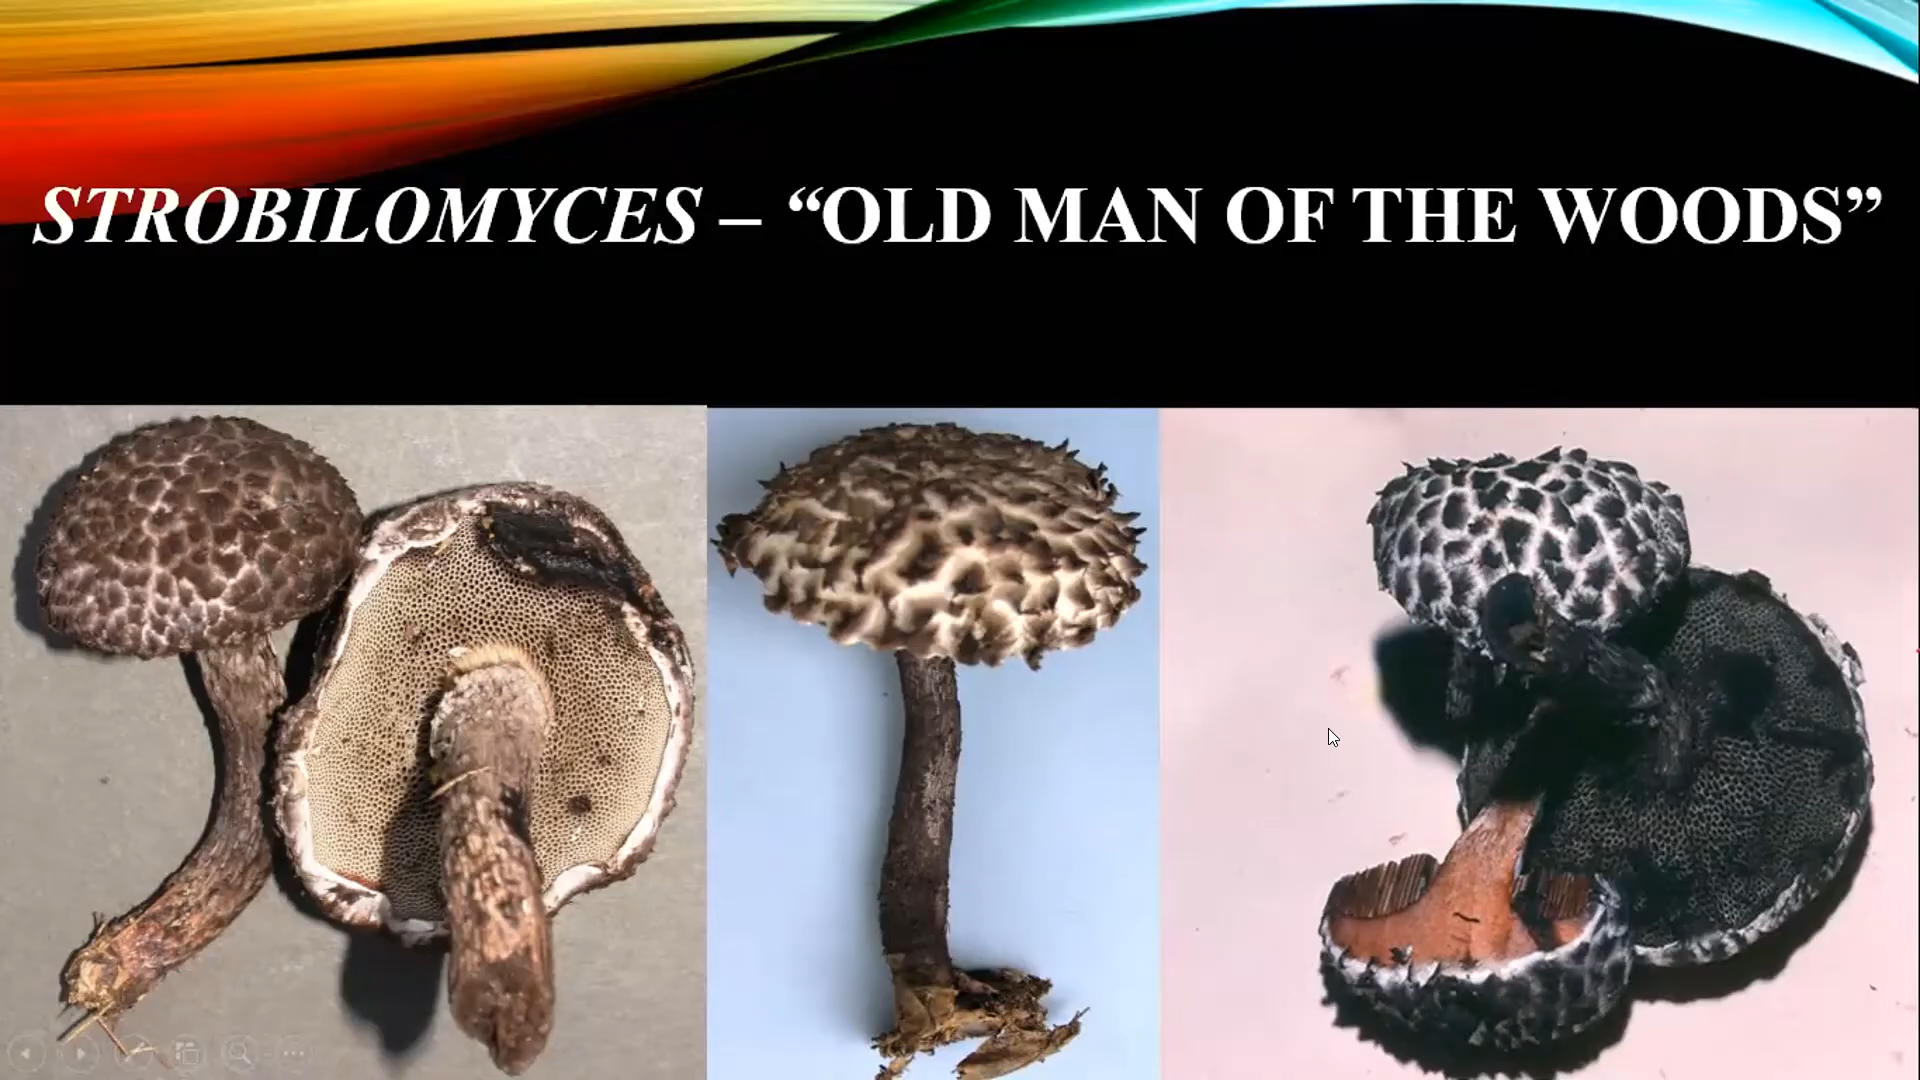 STROBILOMYCES – “OLD MAN OF THE WOODS”